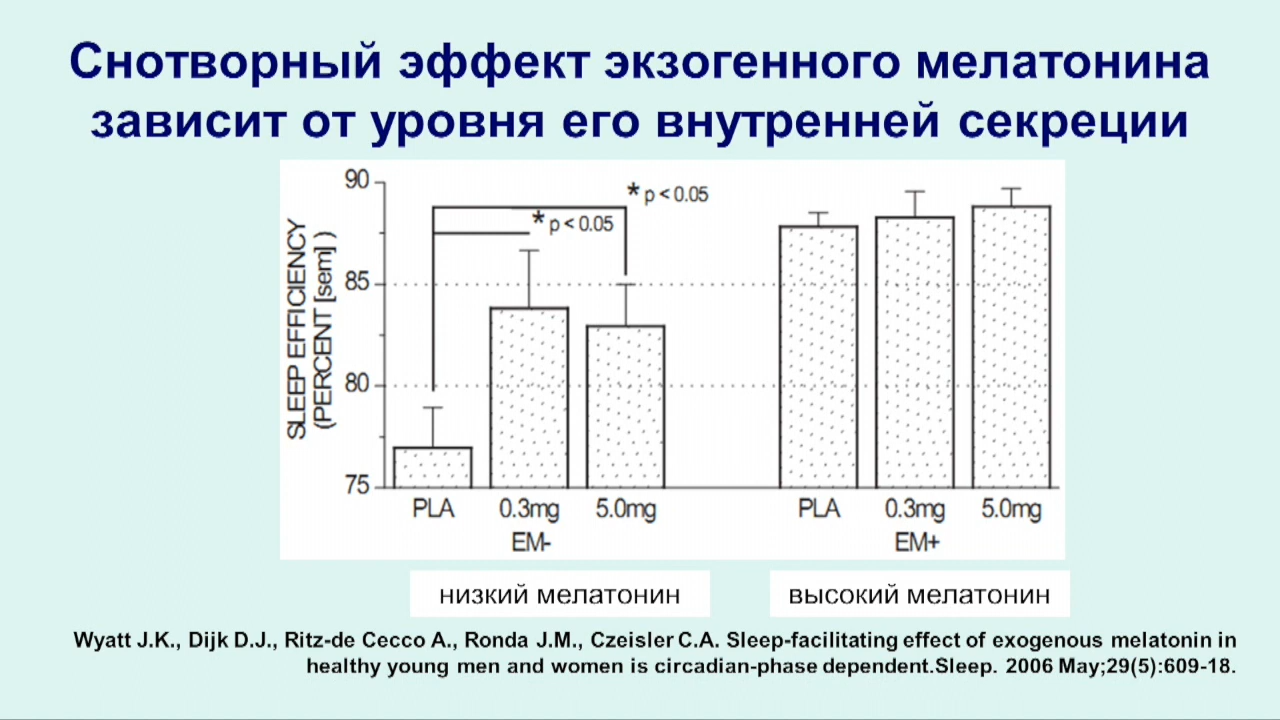 Снотворный эффект экзогенного мелатонина
зависит от уровня его внутренней секреции
SLEEP EFFICIENCY
(PERCENT [sem] )
90
85
80
75
* p < 0.05
* p < 0.05
PLA 0.3mg 5.0mg PLA 0.3mg 5.0mg
EM- EM+
низкий мелатонин высокий мелатонин
Wyatt J.K., Dijk D.J., Ritz-de Cecco A., Ronda J.M., Czeisler C.A. Sleep-facilitating effect of exogenous melatonin in
healthy young men and women is circadian-phase dependent.Sleep. 2006 May;29(5):609-18.